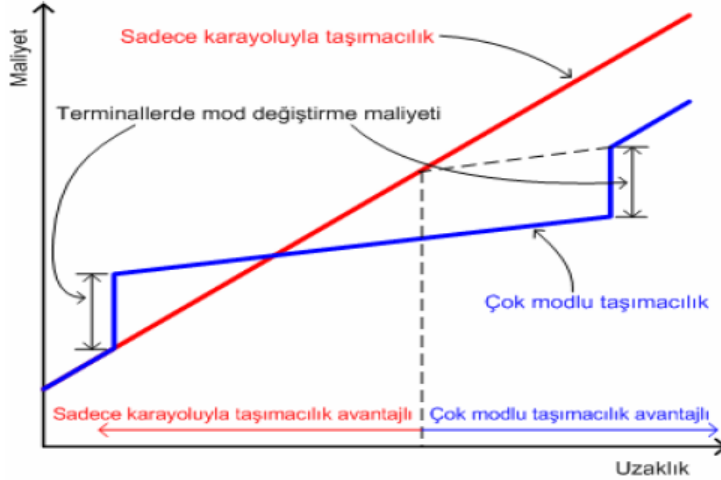 Maliyet
Sadece karayoluyla taşımacılık
Terminallerde mod değiştirme maliyeti
Çok modlu taşımacılık
Sadece karayoluyla taşımacılık avantajlı
Çok modlu taşımacılık avantajlı
Uzaklık